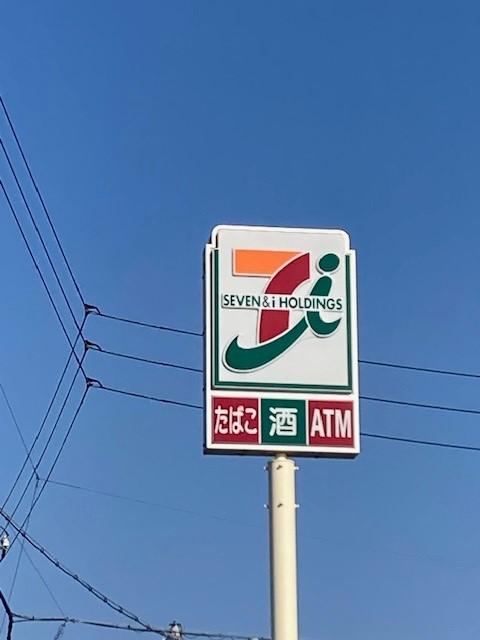 SEVEN & i HOLDINGS
たばこ 酒 ATM